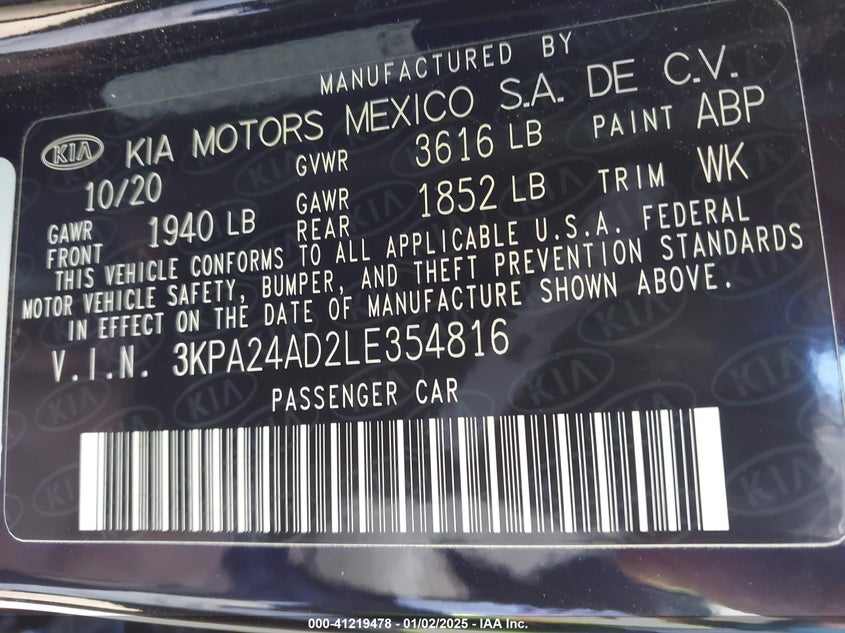 MANUFACTURED BY
KIA KIA MOTORS MEXICO S.A. DE C.V.
10/20 GVWR 3616 LB PAINT ABP
GAWR FRONT 1940 LB GAWR REAR 1852 LB TRIM WK
THIS VEHICLE CONFORMS TO ALL APPLICABLE U.S.A. FEDERAL
MOTOR VEHICLE SAFETY, BUMPER, AND THEFT PREVENTION STANDARDS
IN EFFECT ON THE DATE OF MANUFACTURE SHOWN ABOVE.
V.I.N. 3KPA24AD2LE354816
PASSENGER CAR
000-41219478 — 01/02/2025 — IAA Inc.